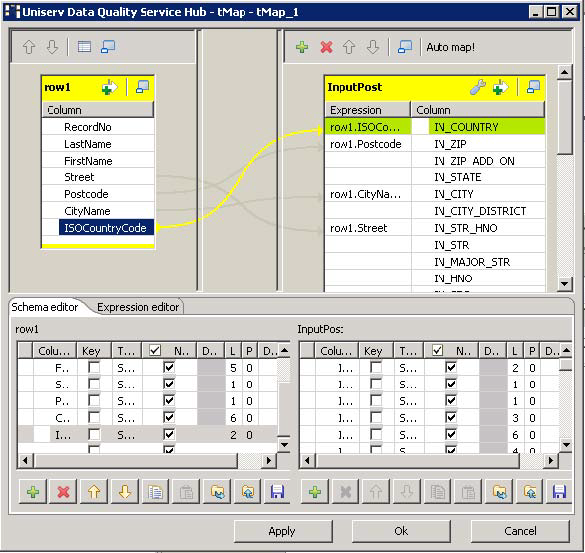 Uniserv Data Quality Service Hub - tMap - tMap_1
Auto map!
row1
Column
RecordNo
LastName
FirstName
Street
Postcode
CityName
ISOCountryCode
InputPost
Expression Column
row1.ISOCo... IN_COUNTRY
row1.Postcode IN_ZIP
IN_ZIP_ADD_ON
IN_STATE
row1.CityNa... IN_CITY
IN_CITY_DISTRICT
row1.Street IN_STR_HNO
IN_STR
IN_MAJOR_STR
IN_HNO
Schema editor Expression editor
row1
Colu... Key T... N.. D.. L P D..
F.. S... 5 0
S... S... 1 0
P... S... 1 0
C... S... 6 0
I... S... 2 0
InputPos:
Colu... Key T... N.. D.. L P D..
I... S... 2 0
I... S... 1 0
I... S... 1 0
I... S... 3 0
I... S... 6 0
I... S... 4 0
Apply Ok Cancel